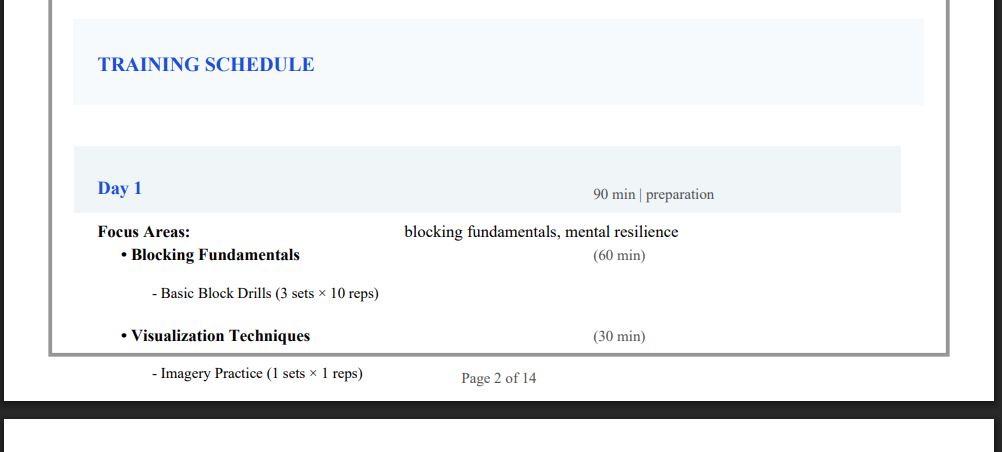 TRAINING SCHEDULE
Day 1
90 min | preparation
Focus Areas: blocking fundamentals, mental resilience
• Blocking Fundamentals (60 min)
- Basic Block Drills (3 sets × 10 reps)
• Visualization Techniques (30 min)
- Imagery Practice (1 sets × 1 reps)
Page 2 of 14